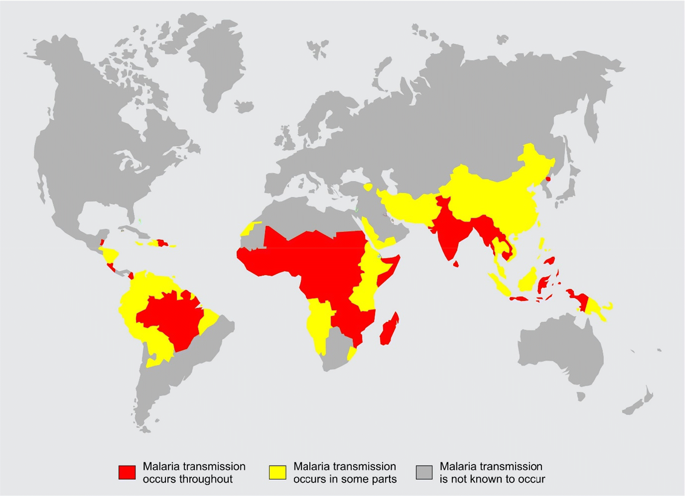 Malaria transmission
occurs throughout
Malaria transmission
occurs in some parts
Malaria transmission
is not known to occur